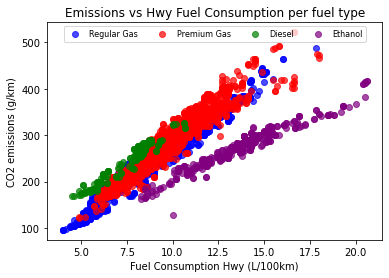 Emissions vs Hwy Fuel Consumption per fuel type
Regular Gas Premium Gas Diesel Ethanol
500
400
300
200
100
CO2 emissions (g/km)
5.0 7.5 10.0 12.5 15.0 17.5 20.0
Fuel Consumption Hwy (L/100km)